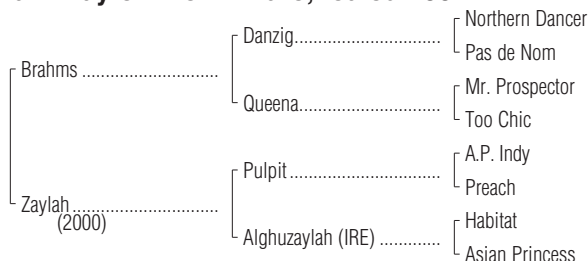 Northern Dancer
Danzig
Pas de Nom
Brahms
Mr. Prospector
Queena
Too Chic
A.P. Indy
Pulpit
Preach
Zaylah
(2000)
Habitat
Alghuzaylah (IRE)
Asian Princess